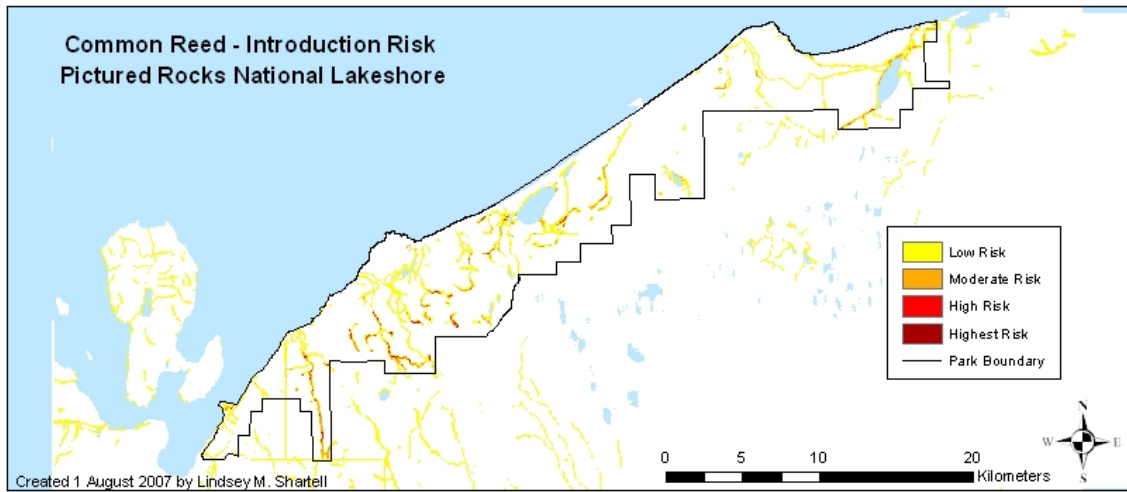 Common Reed - Introduction Risk
Pictured Rocks National Lakeshore
Low Risk
Moderate Risk
High Risk
Highest Risk
Park Boundary
N
W E
S
0 5 10 20
Kilometers
Created 1 August 2007 by Lindsey M. Shartell